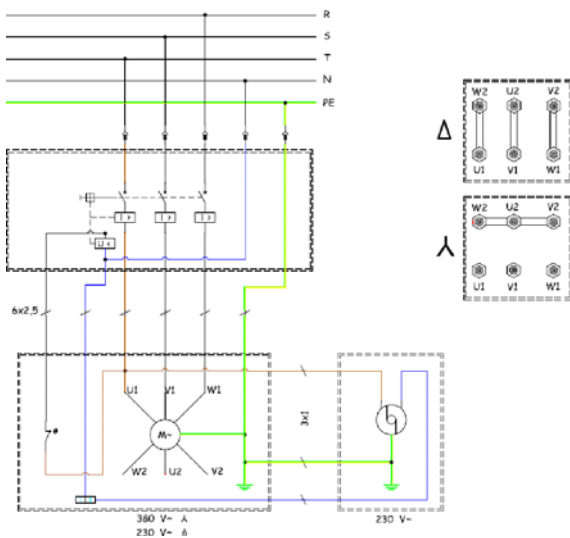 R
S
T
N
PE
W2 U2 V2
Δ
U1 V1 W1
I > I > I >
U <
W2 U2 V2
U1 V1 W1
6x2,5
U1 V1 W1
M~
W2 U2 V2
3x1
380 V~ ⅄
230 V~ Δ
230 V~